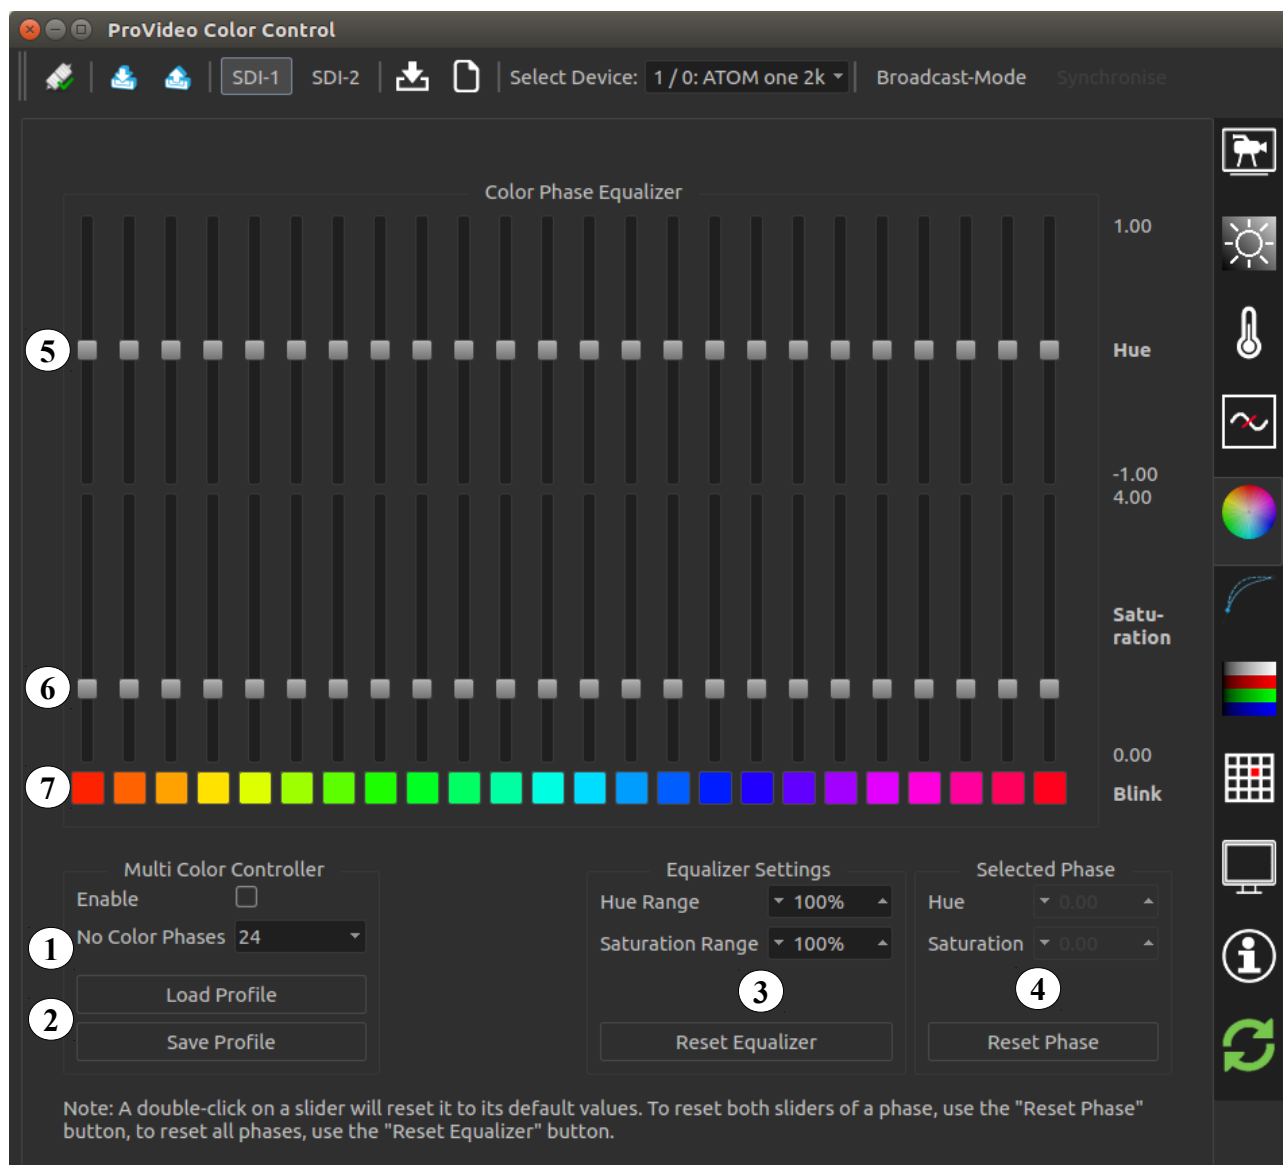 ProVideo Color Control
SDI-1 SDI-2 Select Device: 1 / 0: ATOM one 2k Broadcast-Mode Synchronise
Color Phase Equalizer
1.00
5 Hue
-1.00
4.00
Satu-
ration
6
0.00
7 Blink
Multi Color Controller Equalizer Settings Selected Phase
Enable Hue Range 100% Hue 0.00
1 No Color Phases 24 Saturation Range 100% Saturation 0.00
Load Profile 3 4
2
Save Profile Reset Equalizer Reset Phase
Note: A double-click on a slider will reset it to its default values. To reset both sliders of a phase, use the "Reset Phase"
button, to reset all phases, use the "Reset Equalizer" button.